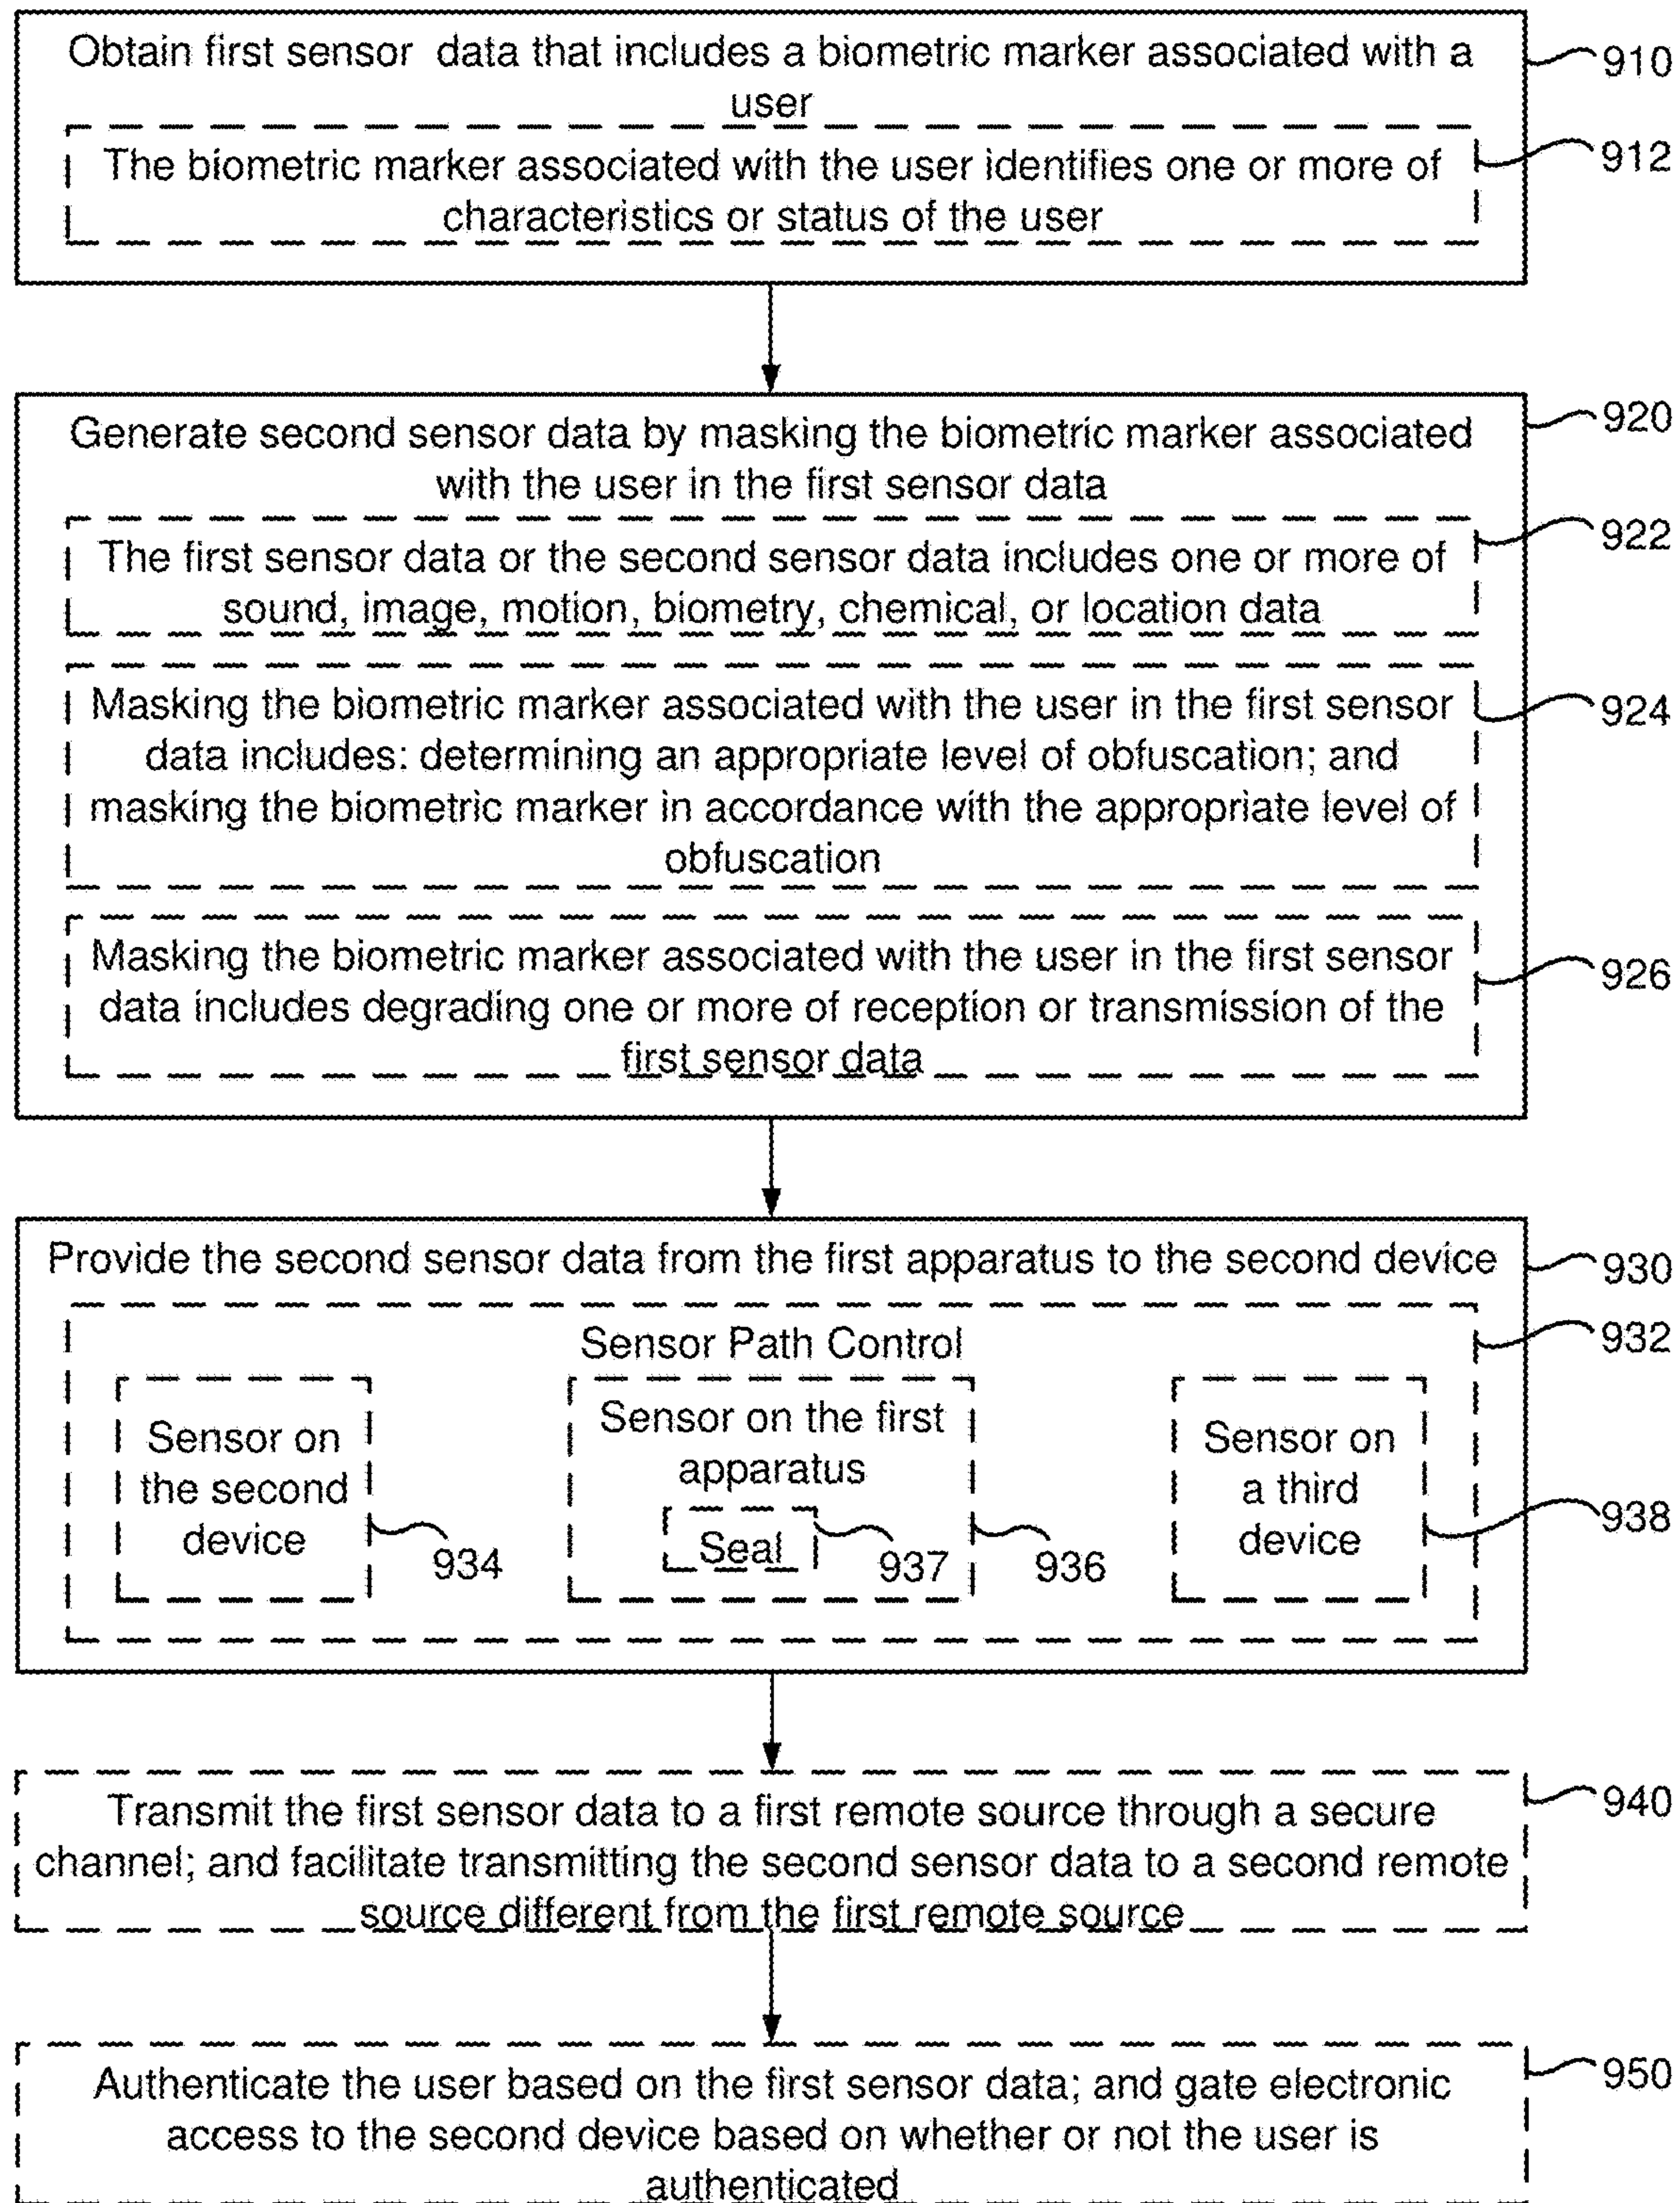 Obtain first sensor data that includes a biometric marker associated with a
user
910
The biometric marker associated with the user identifies one or more of
characteristics or status of the user
912
Generate second sensor data by masking the biometric marker associated
with the user in the first sensor data
920
The first sensor data or the second sensor data includes one or more of
sound, image, motion, biometry, chemical, or location data
922
Masking the biometric marker associated with the user in the first sensor
data includes: determining an appropriate level of obfuscation; and
masking the biometric marker in accordance with the appropriate level of
obfuscation
924
Masking the biometric marker associated with the user in the first sensor
data includes degrading one or more of reception or transmission of the
first sensor data
926
Provide the second sensor data from the first apparatus to the second device
930
Sensor Path Control
932
Sensor on
the second
device
934
Sensor on the first
apparatus
Seal
937
936
Sensor on
a third
device
938
Transmit the first sensor data to a first remote source through a secure
channel; and facilitate transmitting the second sensor data to a second remote
source different from the first remote source
940
Authenticate the user based on the first sensor data; and gate electronic
access to the second device based on whether or not the user is
authenticated
950